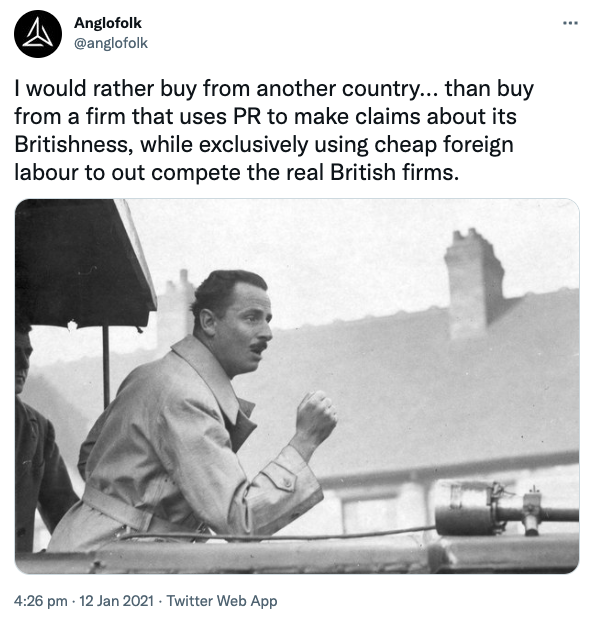 Anglofolk
@anglofolk
I would rather buy from another country... than buy
from a firm that uses PR to make claims about its
Britishness, while exclusively using cheap foreign
labour to out compete the real British firms.
4:26 pm · 12 Jan 2021 · Twitter Web App